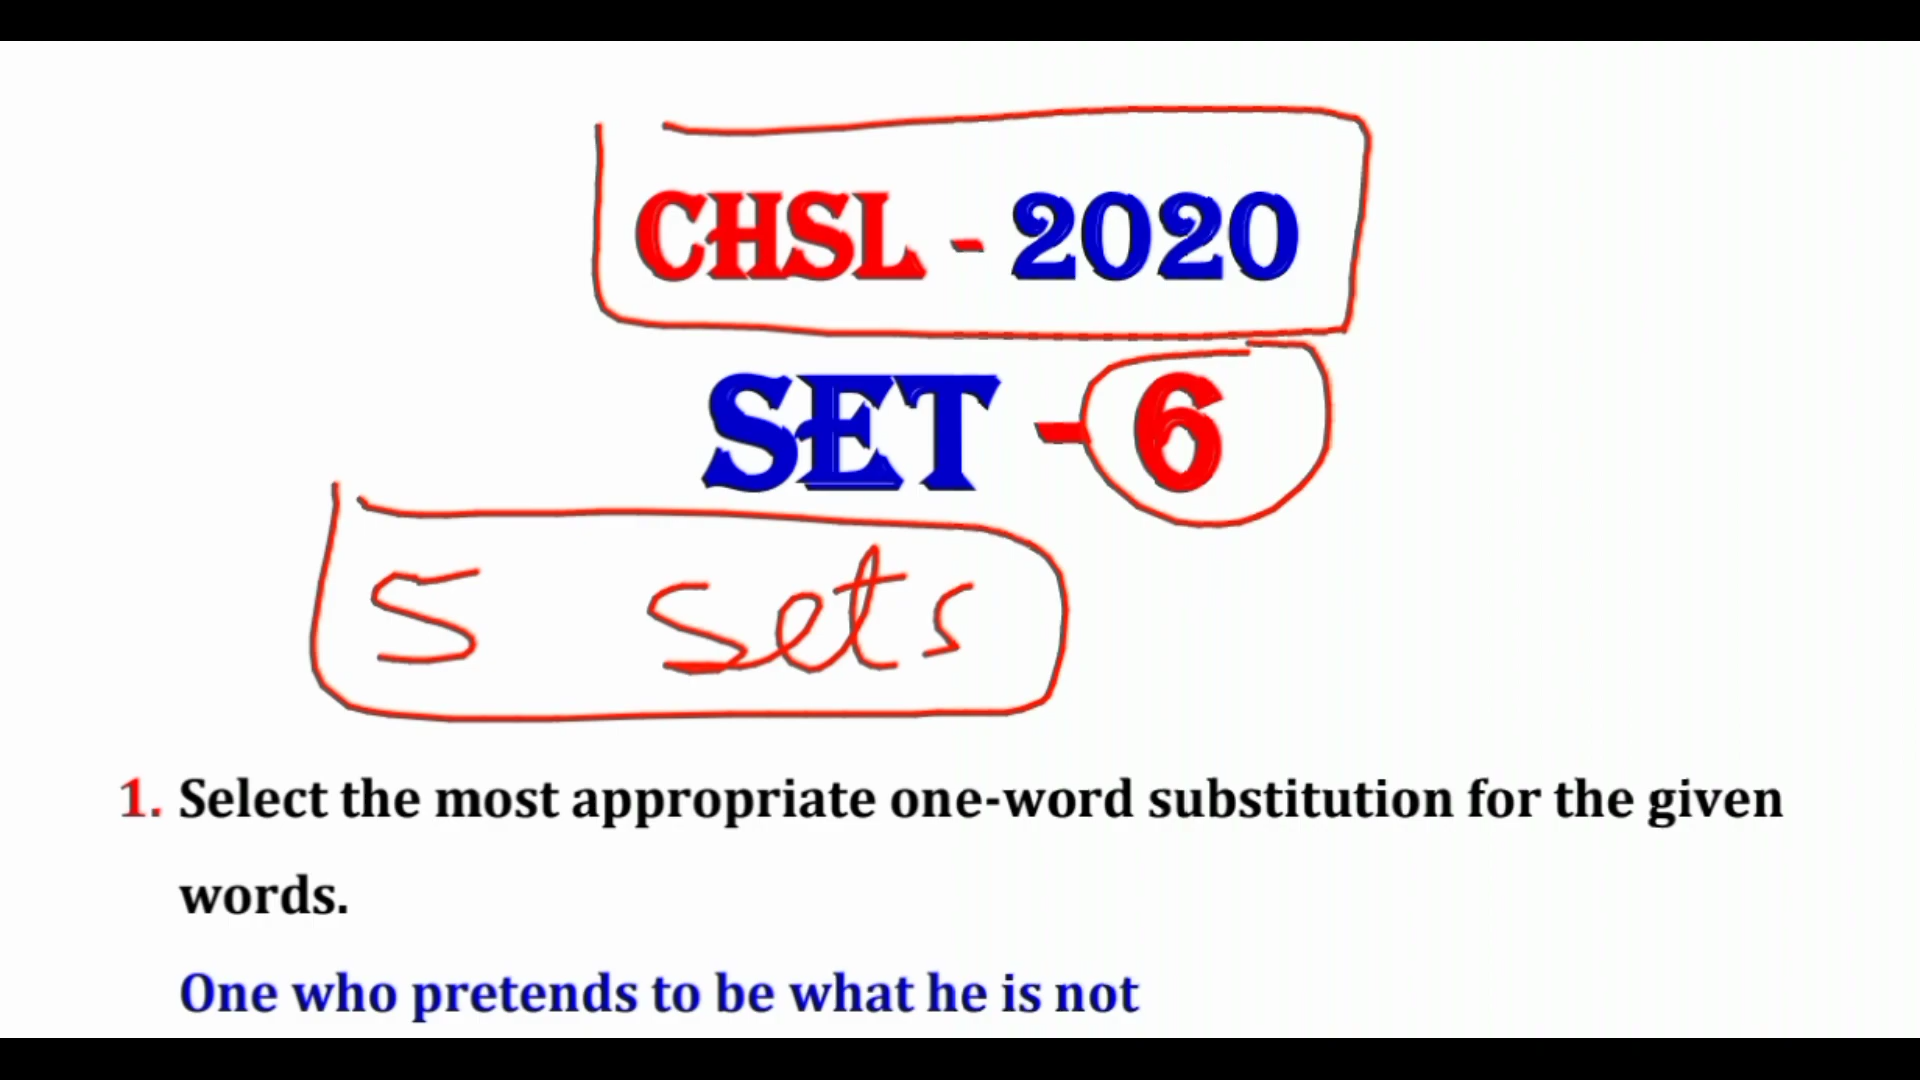 CHSL - 2020
SET - 6
5 sets
1. Select the most appropriate one-word substitution for the given
words.
One who pretends to be what he is not